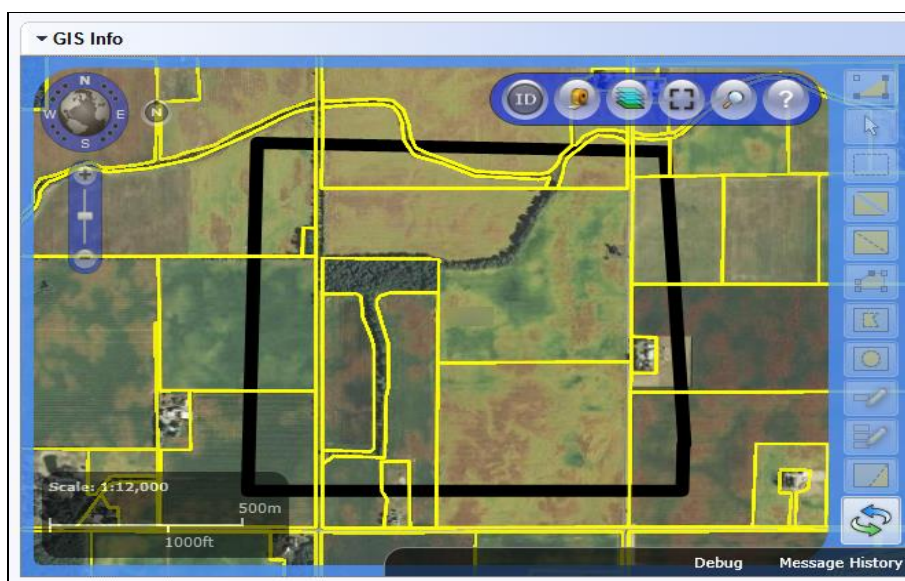 GIS Info
N
W
E
S
N
ID
?
Scale: 1:12,000
500m
1000ft
Debug Message History